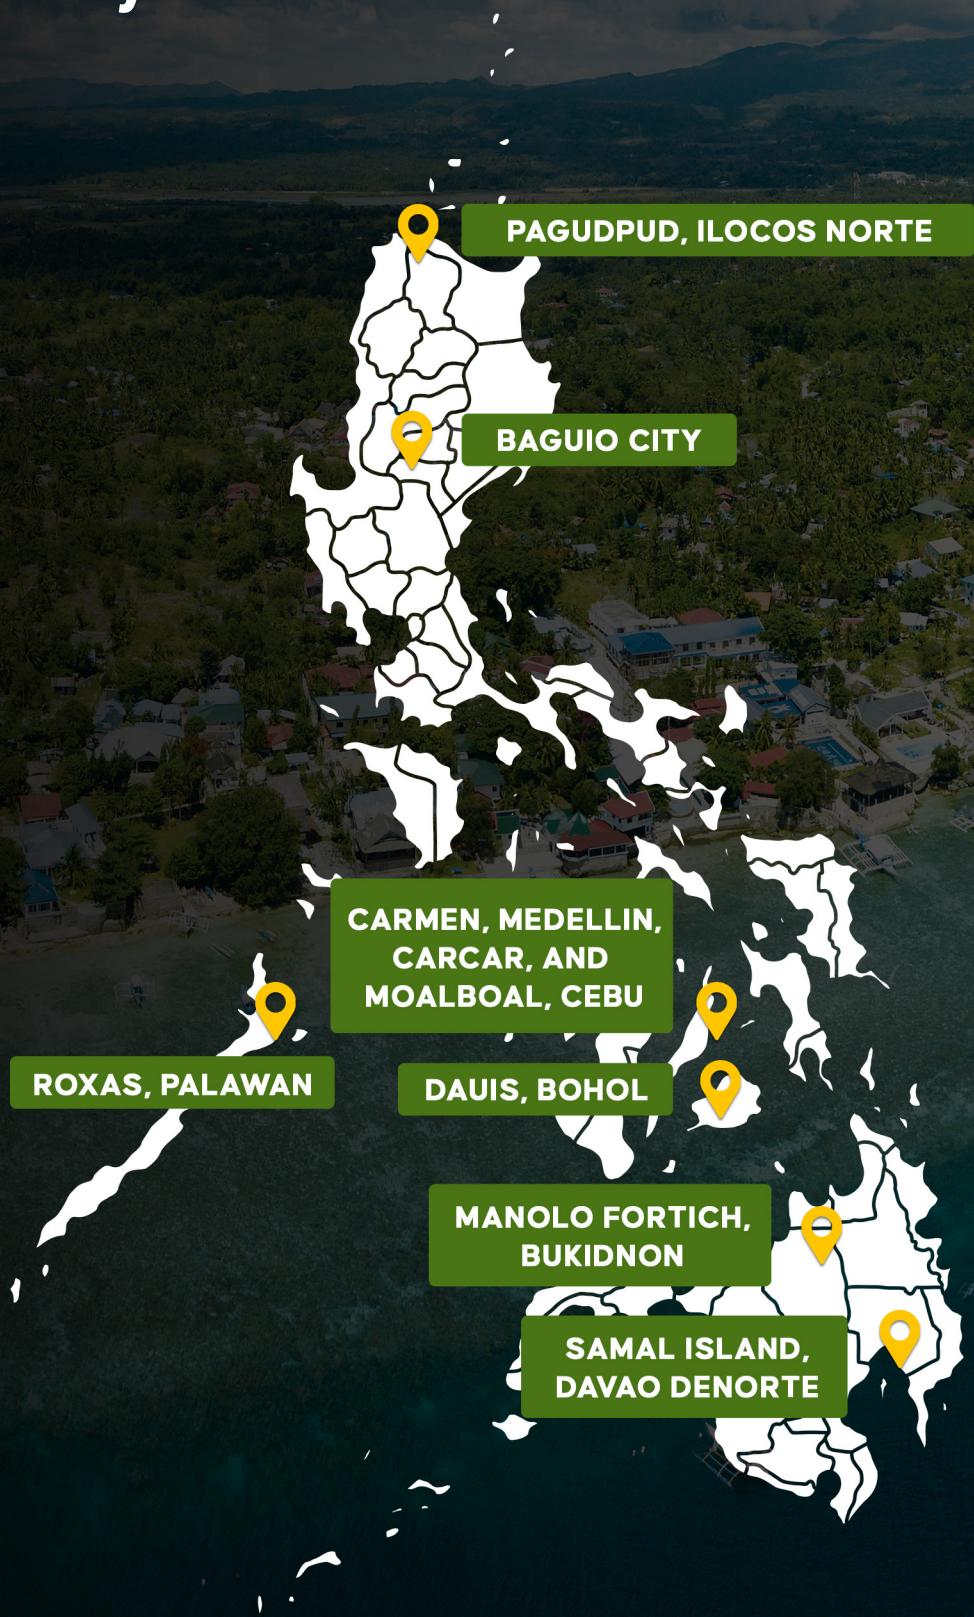 PAGUDPUD, ILOCOS NORTE
BAGUIO CITY
CARMEN, MEDELLIN,
CARCAR, AND
MOALBOAL, CEBU
ROXAS, PALAWAN
DAUIS, BOHOL
MANOLO FORTICH,
BUKIDNON
SAMAL ISLAND,
DAVAO DENORTE